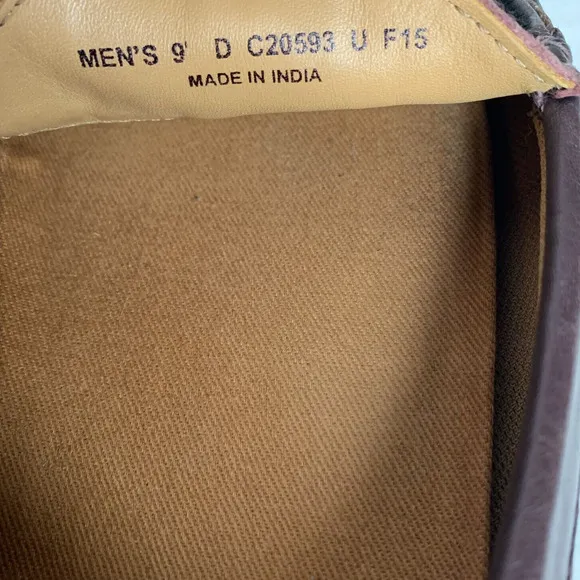 MEN'S 9' D C20593 U F15
MADE IN INDIA